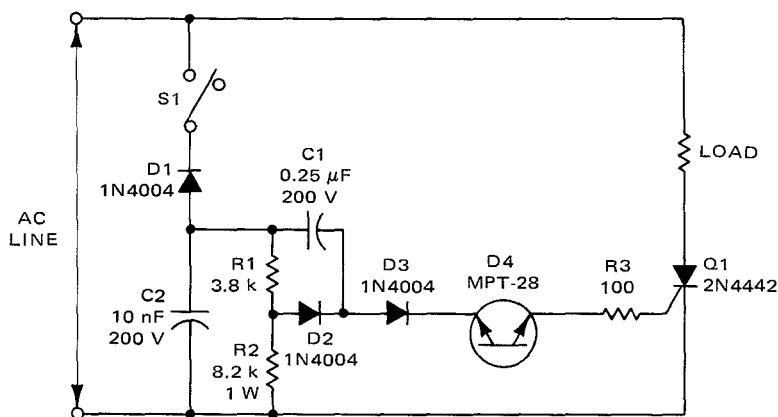 S1
D1
1N4004
C1
0.25 μF
200 V
AC
LINE
C2
10 nF
200 V
R1
3.8 k
R2
8.2 k
1 W
D2
1N4004
D3
1N4004
D4
MPT-28
R3
100
LOAD
Q1
2N4442